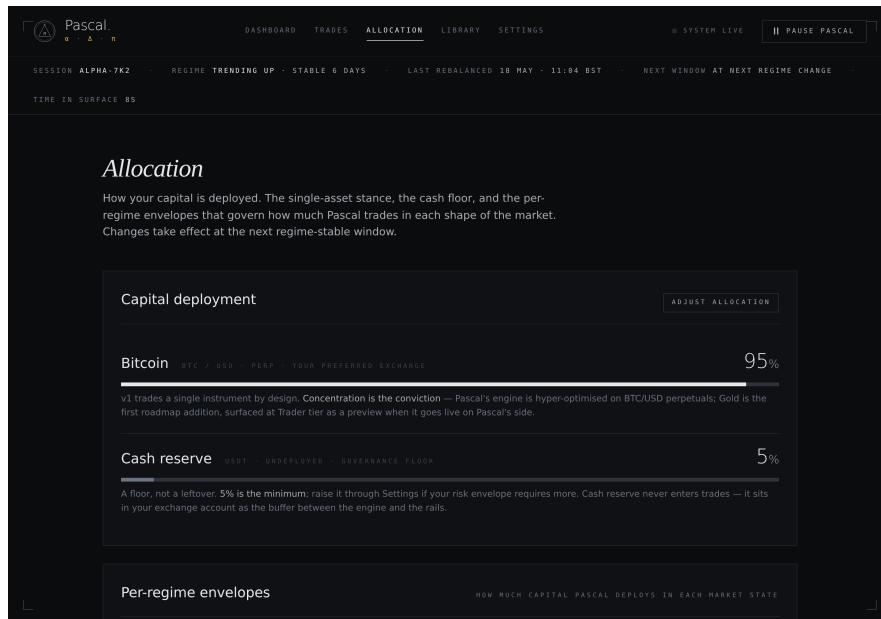 Pascal.
α · Δ · π
DASHBOARD TRADES ALLOCATION LIBRARY SETTINGS
SYSTEM LIVE
PAUSE PASCAL
SESSION ALPHA-7K2 · REGIME TRENDING UP · STABLE 6 DAYS · LAST REBALANCED 18 MAY · 11:04 BST · NEXT WINDOW AT NEXT REGIME CHANGE ·
TIME IN SURFACE 8S
Allocation
How your capital is deployed. The single-asset stance, the cash floor, and the per-
regime envelopes that govern how much Pascal trades in each shape of the market.
Changes take effect at the next regime-stable window.
Capital deployment
ADJUST ALLOCATION
Bitcoin BTC / USD · PERP · YOUR PREFERRED EXCHANGE 95%
v1 trades a single instrument by design. Concentration is the conviction — Pascal's engine is hyper-optimised on BTC/USD perpetuals; Gold is the
first roadmap addition, surfaced at Trader tier as a preview when it goes live on Pascal's side.
Cash reserve USDT · UNDEPLOYED · GOVERNANCE FLOOR 5%
A floor, not a leftover. 5% is the minimum; raise it through Settings if your risk envelope requires more. Cash reserve never enters trades — it sits
in your exchange account as the buffer between the engine and the rails.
Per-regime envelopes
HOW MUCH CAPITAL PASCAL DEPLOYS IN EACH MARKET STATE